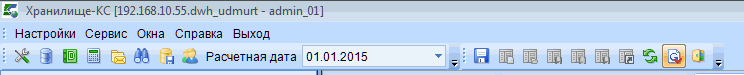 Хранилище-КС [192.168.10.55.dwh_udmurt - admin_01]
Настройки Сервис Окна Справка Выход
Расчетная дата 01.01.2015